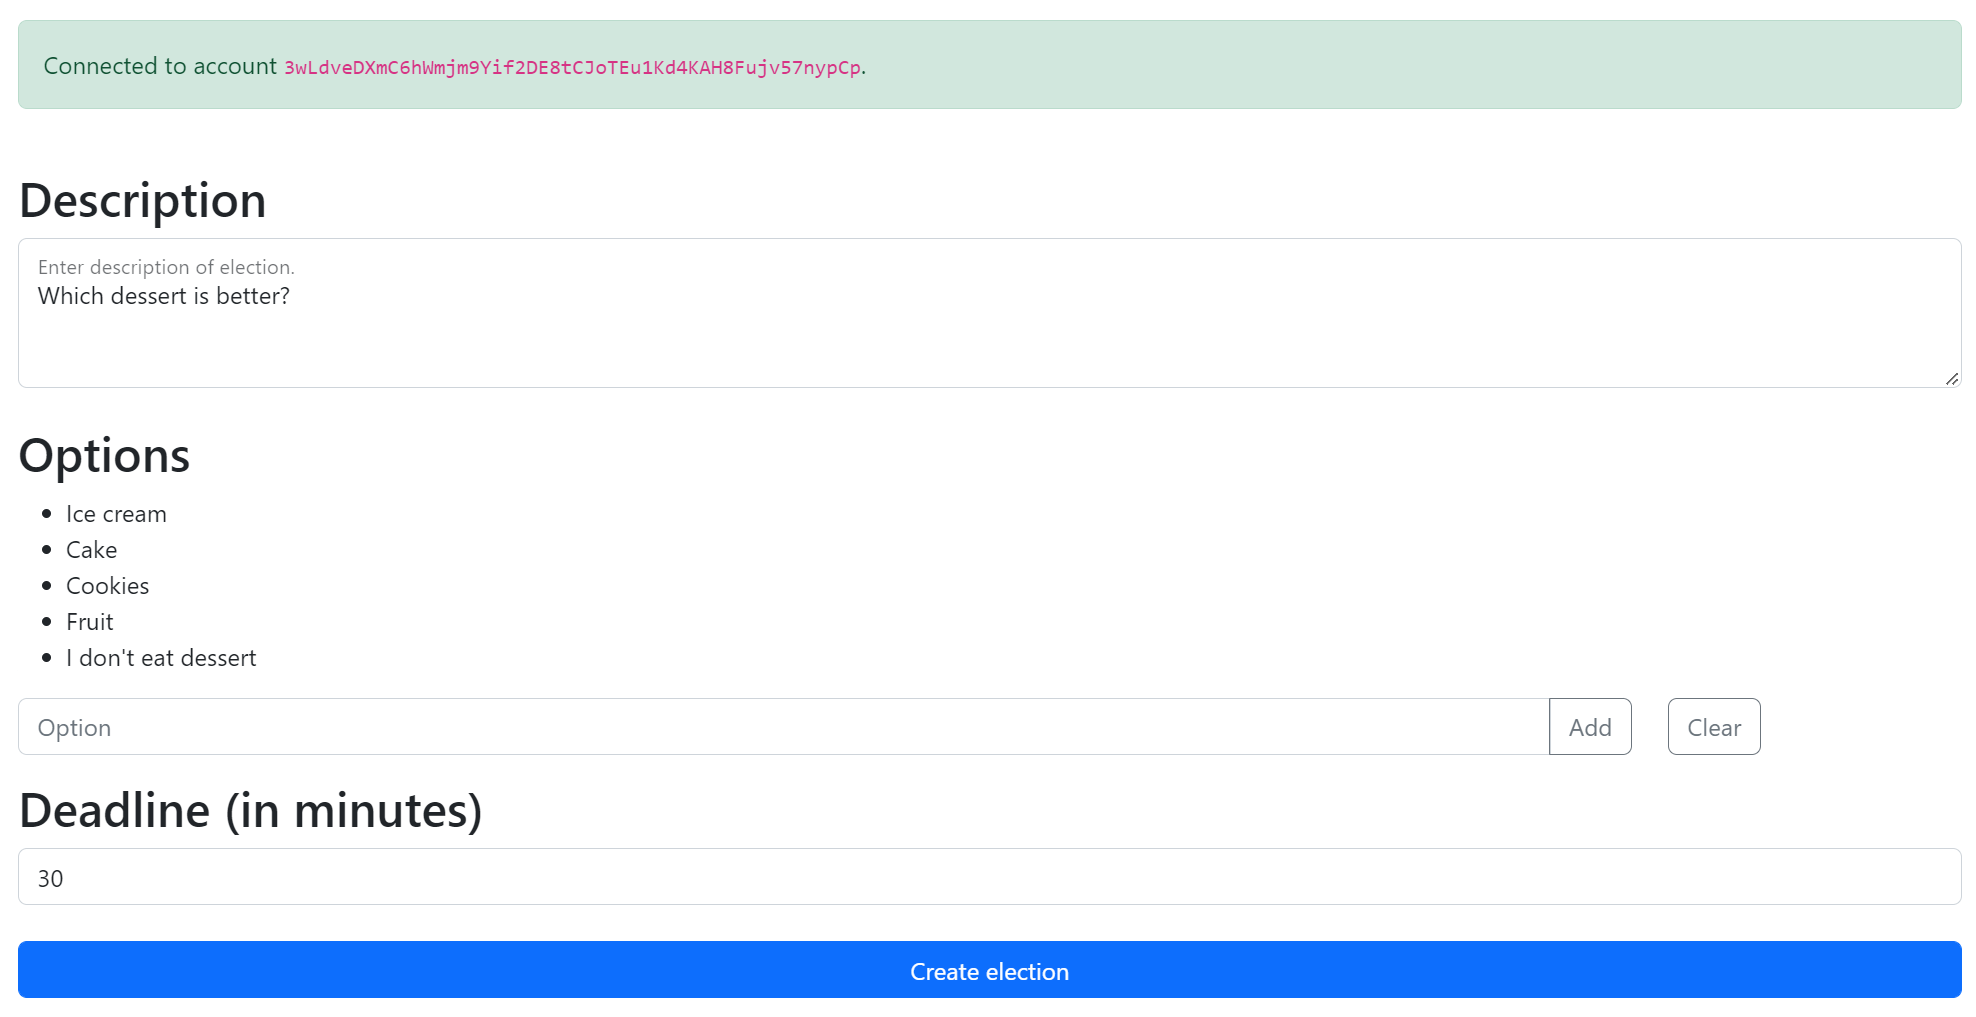 Connected to account 3wLdveDXmC6hWmjm9Yif2DE8tCJoTEu1Kd4KAH8Fujv57nypCp.
Description
Enter description of election.
Which dessert is better?
Options
• Ice cream
• Cake
• Cookies
• Fruit
• I don't eat dessert
Option Add Clear
Deadline (in minutes)
30
Create election